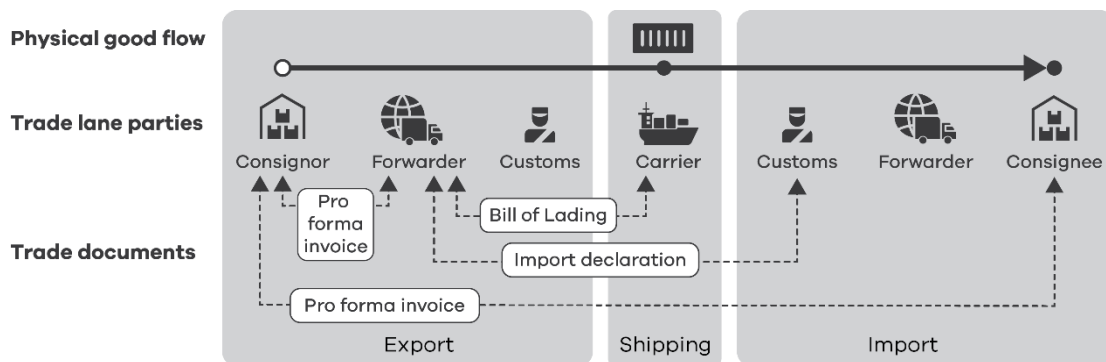 Physical good flow
Trade lane parties
Consignor
Forwarder
Customs
Carrier
Customs
Forwarder
Consignee
Trade documents
Pro
forma
invoice
Bill of Lading
Import declaration
Pro forma invoice
Export
Shipping
Import